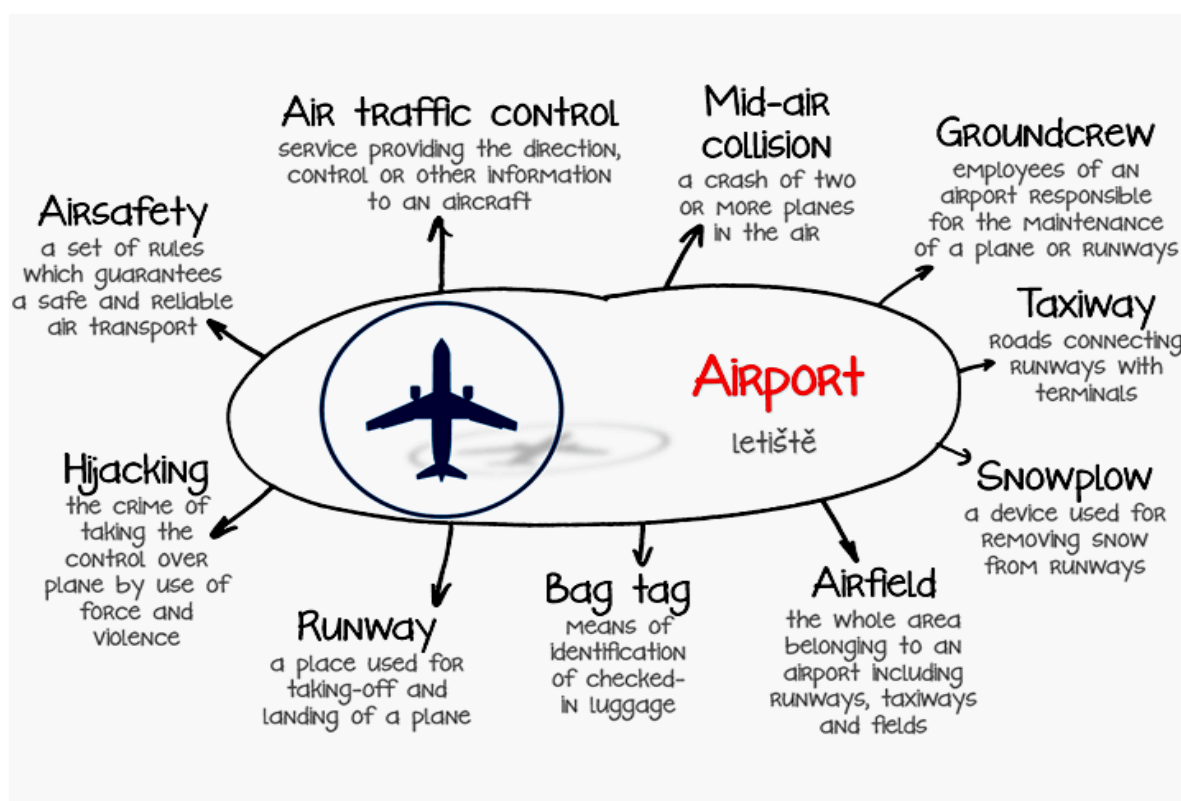 Air traffic control
service providing the direction,
control or other information
to an aircraft
Mid-air
collision
a crash of two
or more planes
in the air
Groundcrew
employees of an
airport responsible
for the maintenance
of a plane or runways
Airsafety
a set of rules
which guarantees
a safe and reliable
air transport
Taxiway
roads connecting
runways with
terminals
Airport
letiště
Hijacking
the crime of
taking the
control over
plane by use of
force and
violence
Snowplow
a device used for
removing snow
from runways
Runway
a place used for
taking-off and
landing of a plane
Bag tag
means of
identification
of checked-
in luggage
Airfield
the whole area
belonging to an
airport including
runways, taxiways
and fields